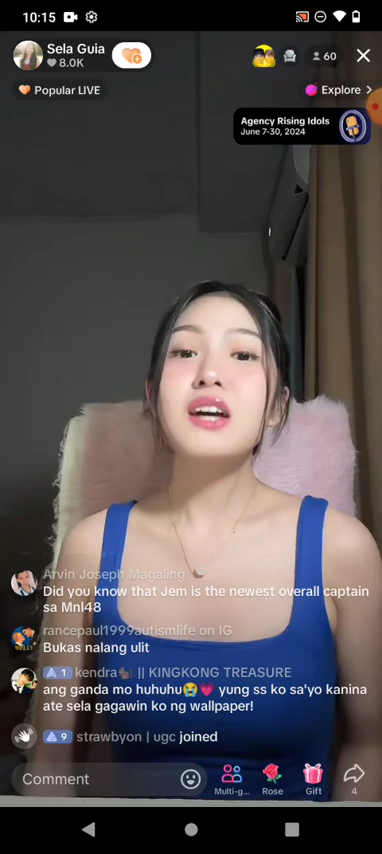 10:15
Sela Guia
8.0K
60
Popular LIVE
Explore
Agency Rising Idols
June 7-30, 2024
Arvin Joseph Magaling
Did you know that Jem is the newest overall captain
sa Mnl48
rancepaul1999autismlife on IG
Bukas nalang ulit
1 kendra🐿️ || KINGKONG TREASURE
ang ganda mo huhuhu😭💗 yung ss ko sa'yo kanina
ate sela gagawin ko ng wallpaper!
9 strawbyon | ugc joined
Comment
Multi-g...
Rose
Gift
4